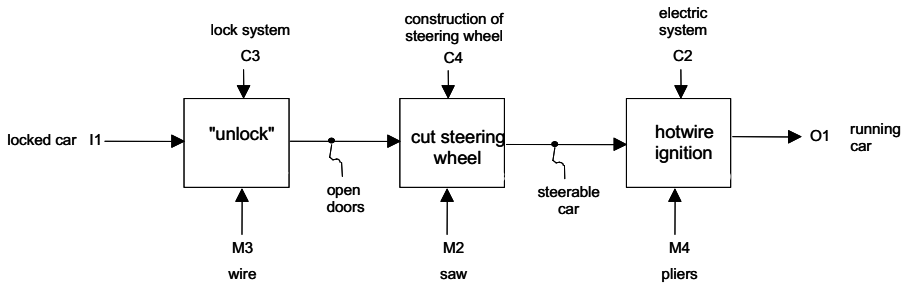 lock system
C3
construction of
steering wheel
C4
electric
system
C2
locked car I1
"unlock"
open
doors
cut steering
wheel
steerable
car
hotwire
ignition
O1
running
car
M3
wire
M2
saw
M4
pliers